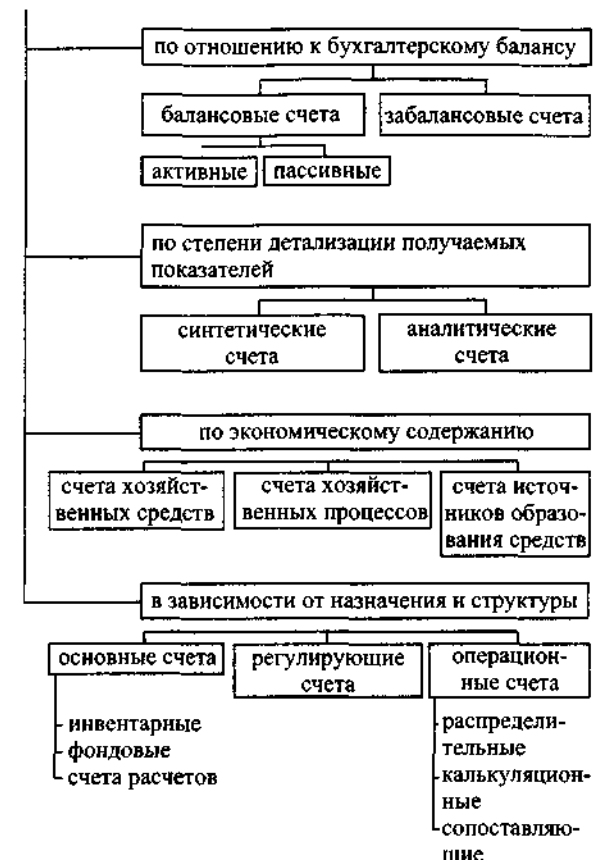 по отношению к бухгалтерскому балансу
балансовые счета
забалансовые счета
активные
пассивные
по степени детализации получаемых
показателей
синтетические
счета
аналитические
счета
по экономическому содержанию
счета хозяйст-
венных средств
счета хозяйст-
венных процессов
счета источ-
ников образо-
вания средств
в зависимости от назначения и структуры
основные счета
регулирующие
счета
операцион-
ные счета
- инвентарные
- фондовые
- счета расчетов
- распредели-
тельные
- калькуляцион-
ные
- сопоставляю-
щие